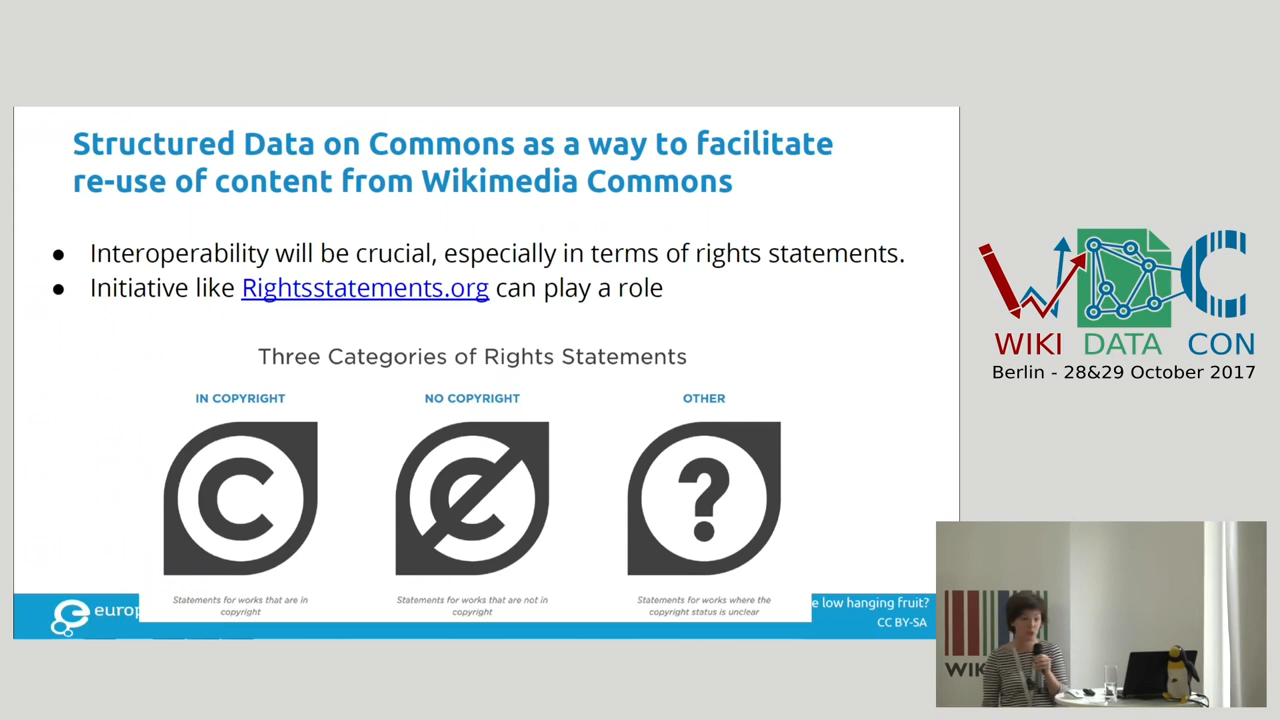 Structured Data on Commons as a way to facilitate
re-use of content from Wikimedia Commons
● Interoperability will be crucial, especially in terms of rights statements.
● Initiative like Rightsstatements.org can play a role
Three Categories of Rights Statements
IN COPYRIGHT
NO COPYRIGHT
OTHER
Statements for works that are in
copyright
Statements for works that are not in
copyright
Statements for works where the
copyright status is unclear
low hanging fruit?
CC BY-SA
WIKI DATA CON
Berlin - 28&29 October 2017
WIK